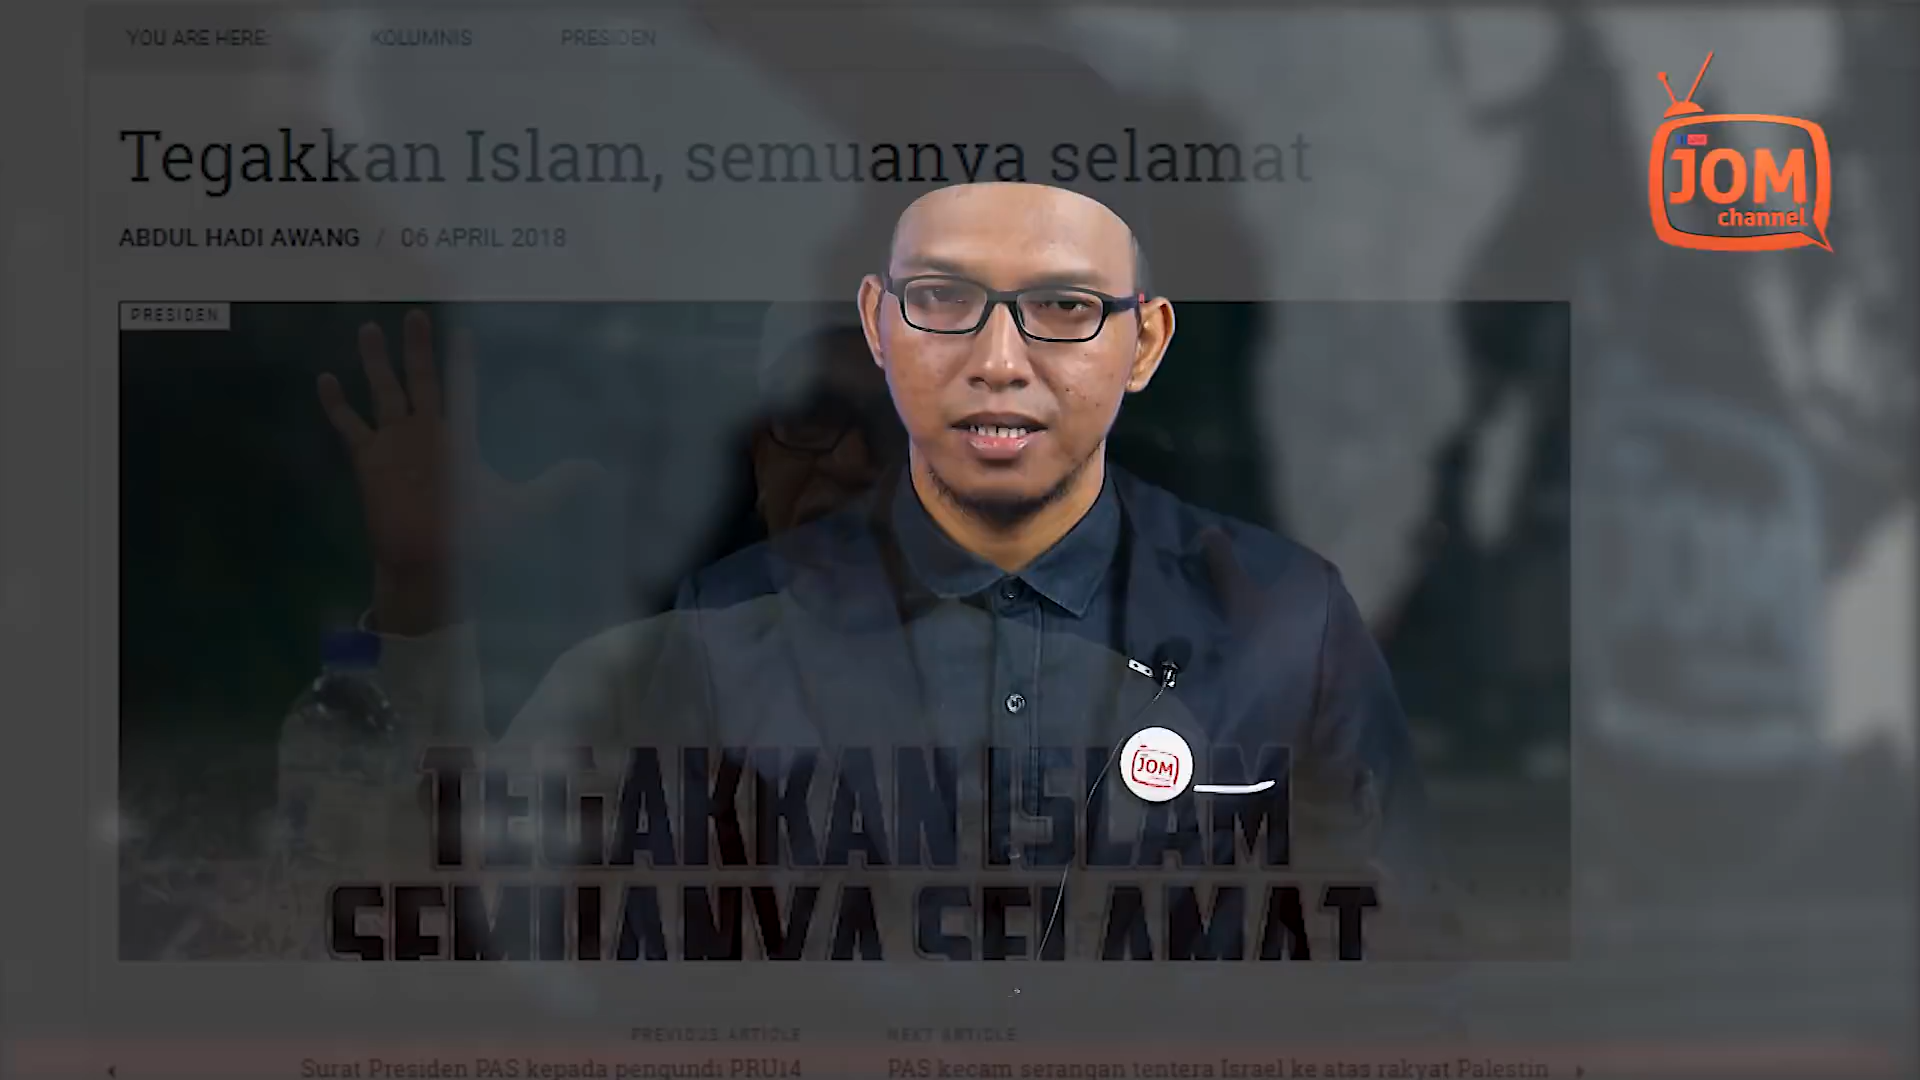 YOU ARE HERE: KOLUMNIS PRESIDEN
Tegakkan Islam, semuanya selamat
ABDUL HADI AWANG / 06 APRIL 2018
PRESIDEN
JOM
channel
JOM
TEGAKKAN ISLAM
SEMUANYA SELAMAT
PREVIOUS ARTICLE
Surat Presiden PAS kepada pengundi PRU14
NEXT ARTICLE
PAS kecam serangan tentera Israel ke atas rakyat Palestin